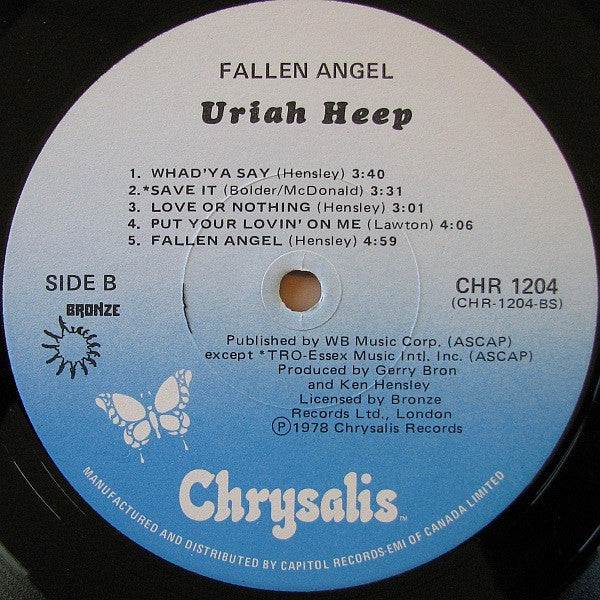 FALLEN ANGEL
Uriah Heep
1. WHAD'YA SAY (Hensley) 3:40
2. *SAVE IT (Bolder/McDonald) 3:31
3. LOVE OR NOTHING (Hensley) 3:01
4. PUT YOUR LOVIN' ON ME (Lawton) 4:06
5. FALLEN ANGEL (Hensley) 4:59
SIDE B
BRONZE
CHR 1204
(CHR-1204-BS)
Published by WB Music Corp. (ASCAP)
except *TRO-Essex Music Intl. Inc. (ASCAP)
Produced by Gerry Bron
and Ken Hensley
Licensed by Bronze
Records Ltd., London
Ⓟ1978 Chrysalis Records
Chrysalis™
MANUFACTURED AND DISTRIBUTED BY CAPITOL RECORDS-EMI OF CANADA LIMITED